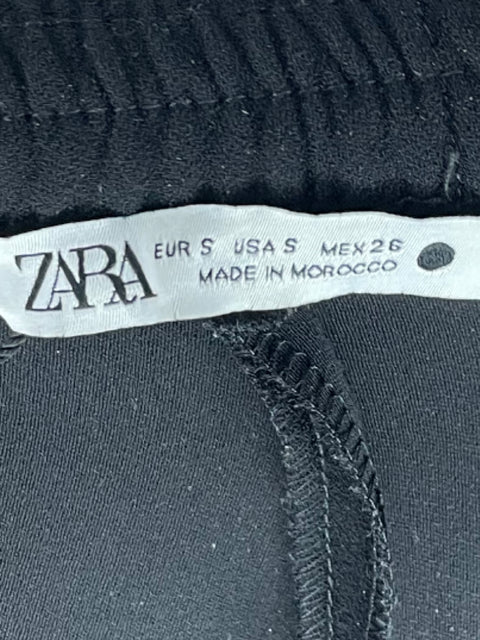 ZARA
EUR S USA S MEX 26
MADE IN MOROCCO